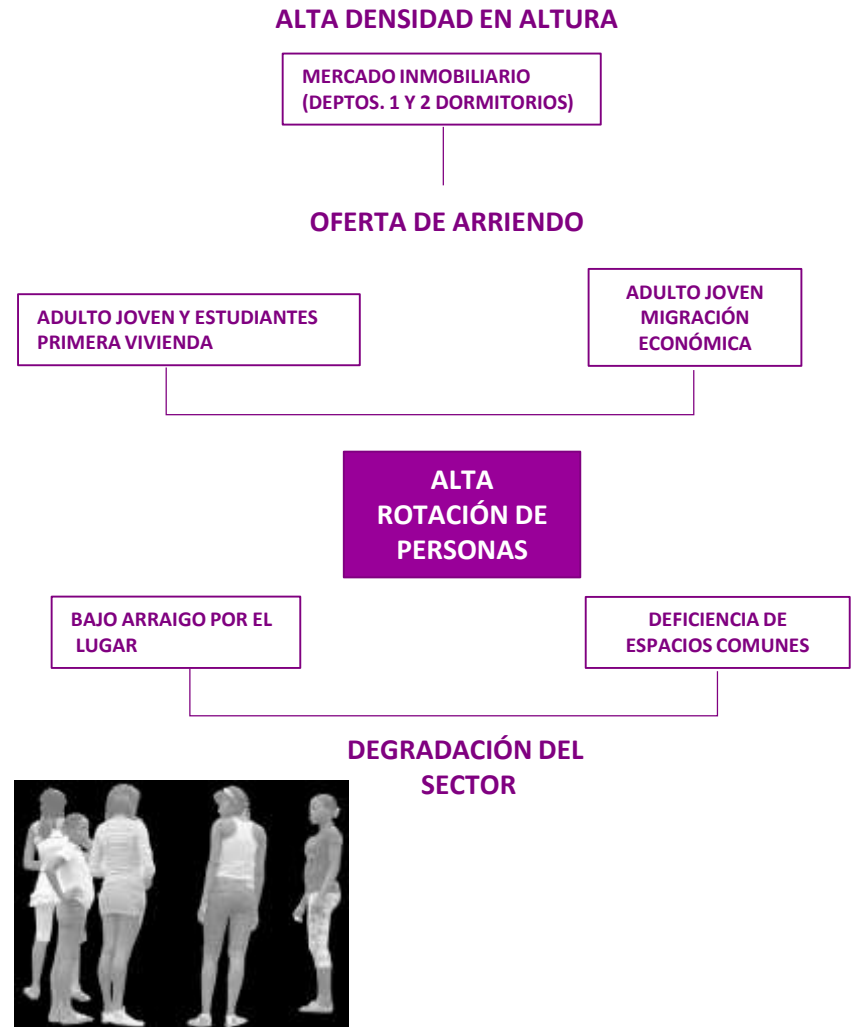 ALTA DENSIDAD EN ALTURA
MERCADO INMOBILIARIO
(DEPTOS. 1 Y 2 DORMITORIOS)
OFERTA DE ARRIENDO
ADULTO JOVEN Y ESTUDIANTES
PRIMERA VIVIENDA
ADULTO JOVEN
MIGRACIÓN
ECONÓMICA
ALTA
ROTACIÓN DE
PERSONAS
BAJO ARRAIGO POR EL
LUGAR
DEFICIENCIA DE
ESPACIOS COMUNES
DEGRADACIÓN DEL
SECTOR